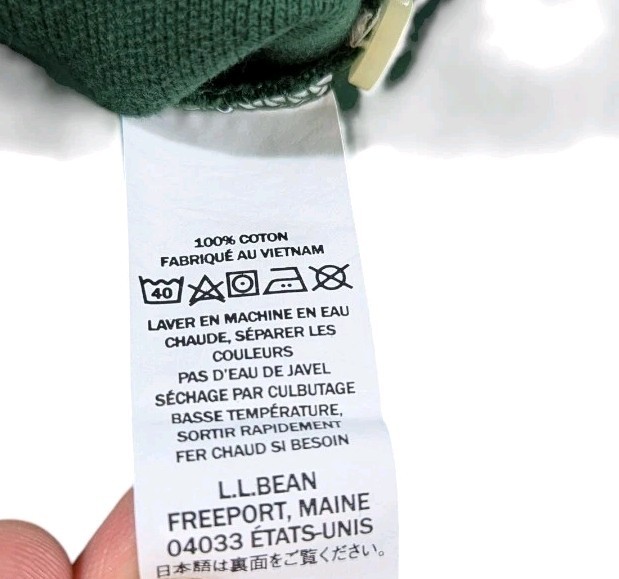 100% COTON
FABRIQUÉ AU VIETNAM
40
LAVER EN MACHINE EN EAU
CHAUDE, SÉPARER LES
COULEURS
PAS D'EAU DE JAVEL
SÉCHAGE PAR CULBUTAGE
BASSE TEMPÉRATURE,
SORTIR RAPIDEMENT
FER CHAUD SI BESOIN
L.L.BEAN
FREEPORT, MAINE
04033 ÉTATS-UNIS
日本語は裏面をご覧ください。